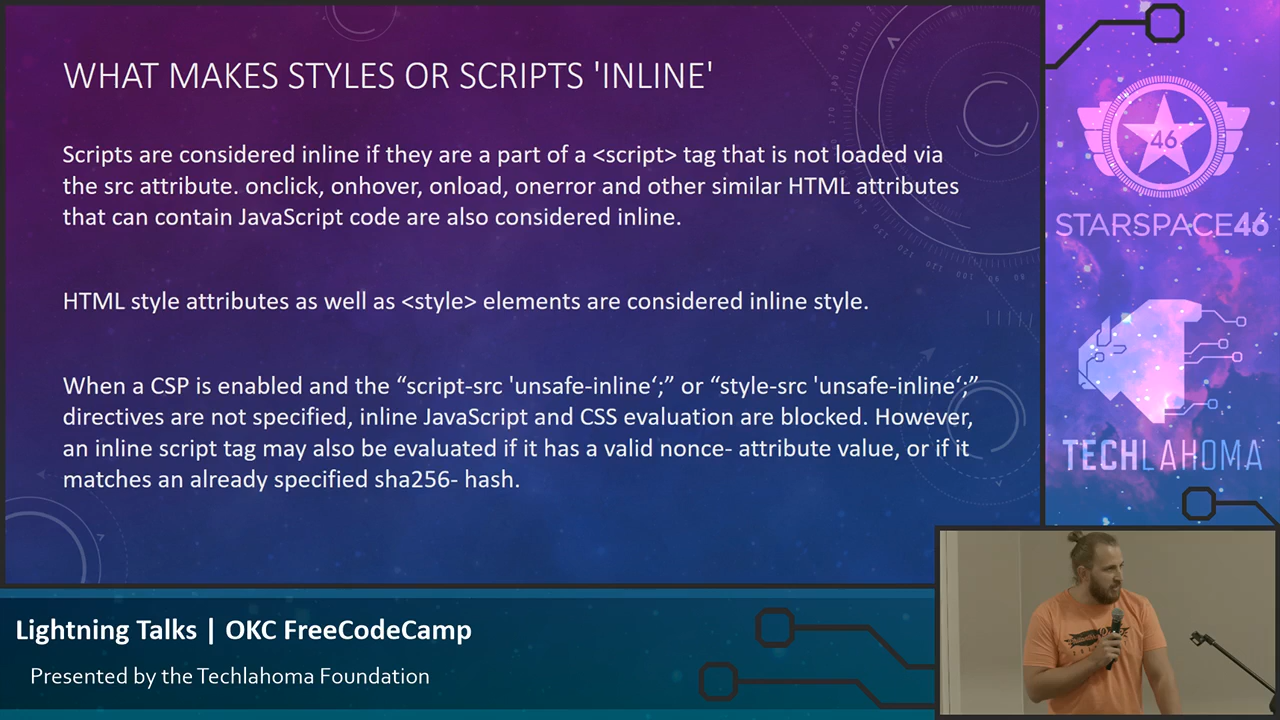 WHAT MAKES STYLES OR SCRIPTS 'INLINE'
Scripts are considered inline if they are a part of a <script> tag that is not loaded via
the src attribute. onclick, onhover, onload, onerror and other similar HTML attributes
that can contain JavaScript code are also considered inline.
HTML style attributes as well as <style> elements are considered inline style.
When a CSP is enabled and the “script-src 'unsafe-inline‘;” or “style-src 'unsafe-inline‘;”
directives are not specified, inline JavaScript and CSS evaluation are blocked. However,
an inline script tag may also be evaluated if it has a valid nonce- attribute value, or if it
matches an already specified sha256- hash.
46
STARSPACE46
TECHLAHOMA
Lightning Talks | OKC FreeCodeCamp
Presented by the Techlahoma Foundation